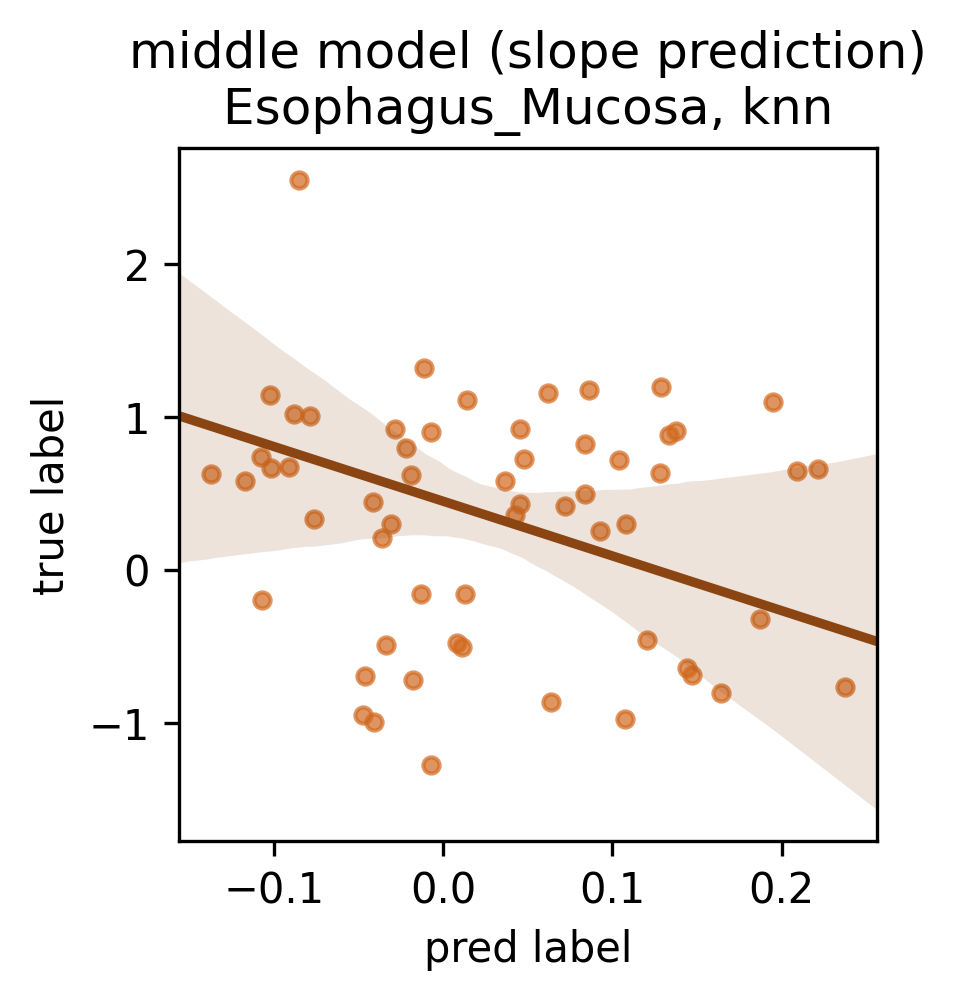 middle model (slope prediction)
Esophagus_Mucosa, knn
2
1
0
−1
true label
−0.1 0.0 0.1 0.2
pred label